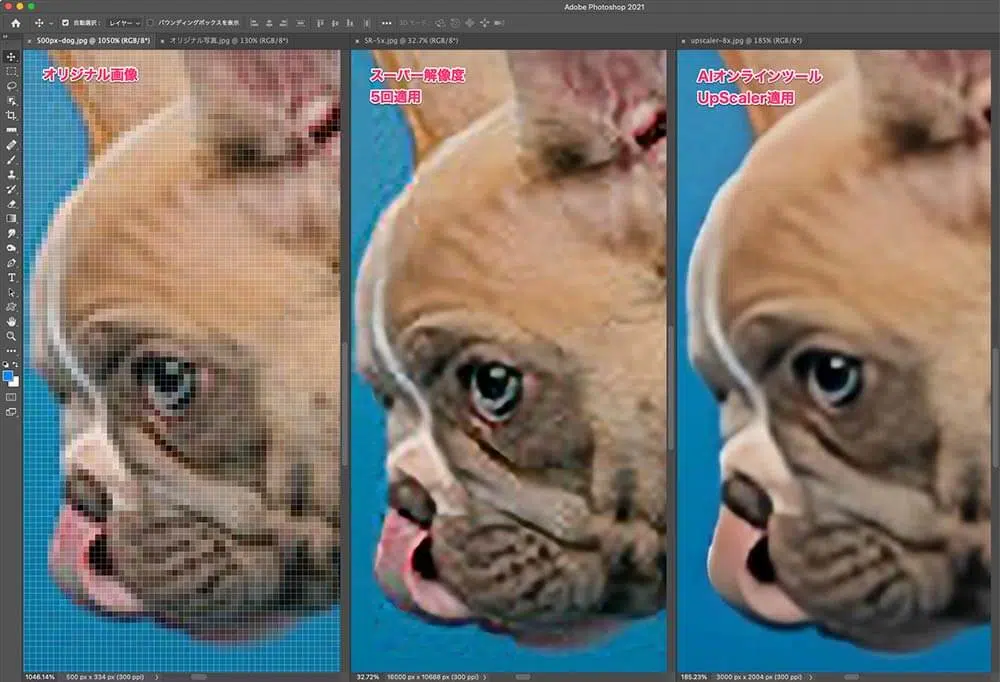 Adobe Photoshop 2021
自動選択：
レイヤー
バウンディングボックスを表示
3D モード：
500px-dog.jpg @ 1050% (RGB/8*)
オリジナル写真.jpg @ 130% (RGB/8*)
SR-5x.jpg @ 32.7% (RGB/8*)
upscaler-8x.jpg @ 185% (RGB/8*)
オリジナル画像
スーパー解像度
5回適用
AIオンラインツール
UpScaler適用
1046.14%
500 px x 334 px (300 ppi)
32.72%
16000 px x 10688 px (300 ppi)
185.23%
3000 px x 2004 px (300 ppi)